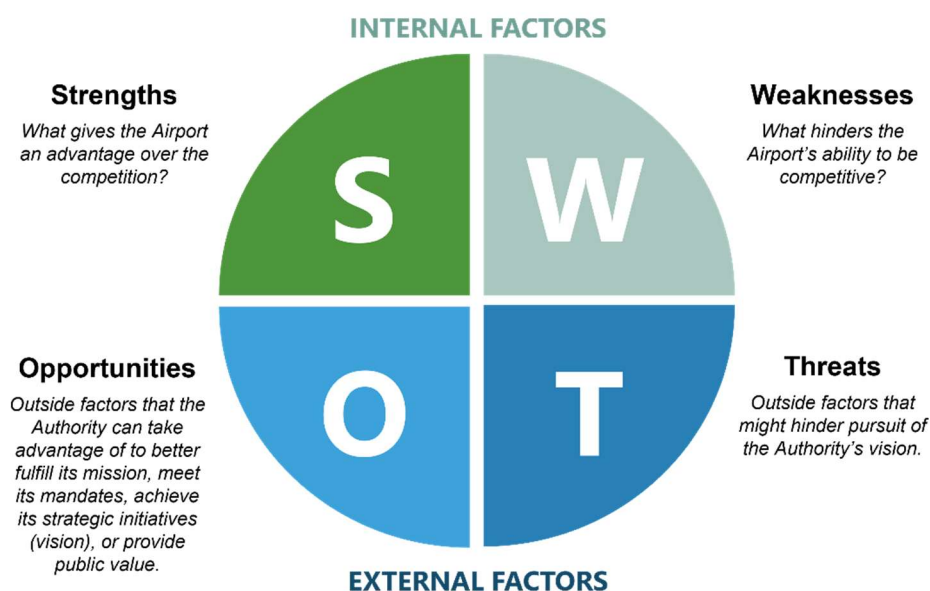 INTERNAL FACTORS
Strengths
What gives the Airport
an advantage over the
competition?
S
W
Weaknesses
What hinders the
Airport's ability to be
competitive?
Opportunities
Outside factors that the
Authority can take
advantage of to better
fulfill its mission, meet
its mandates, achieve
its strategic initiatives
(vision), or provide
public value.
O
T
Threats
Outside factors that
might hinder pursuit of
the Authority's vision.
EXTERNAL FACTORS